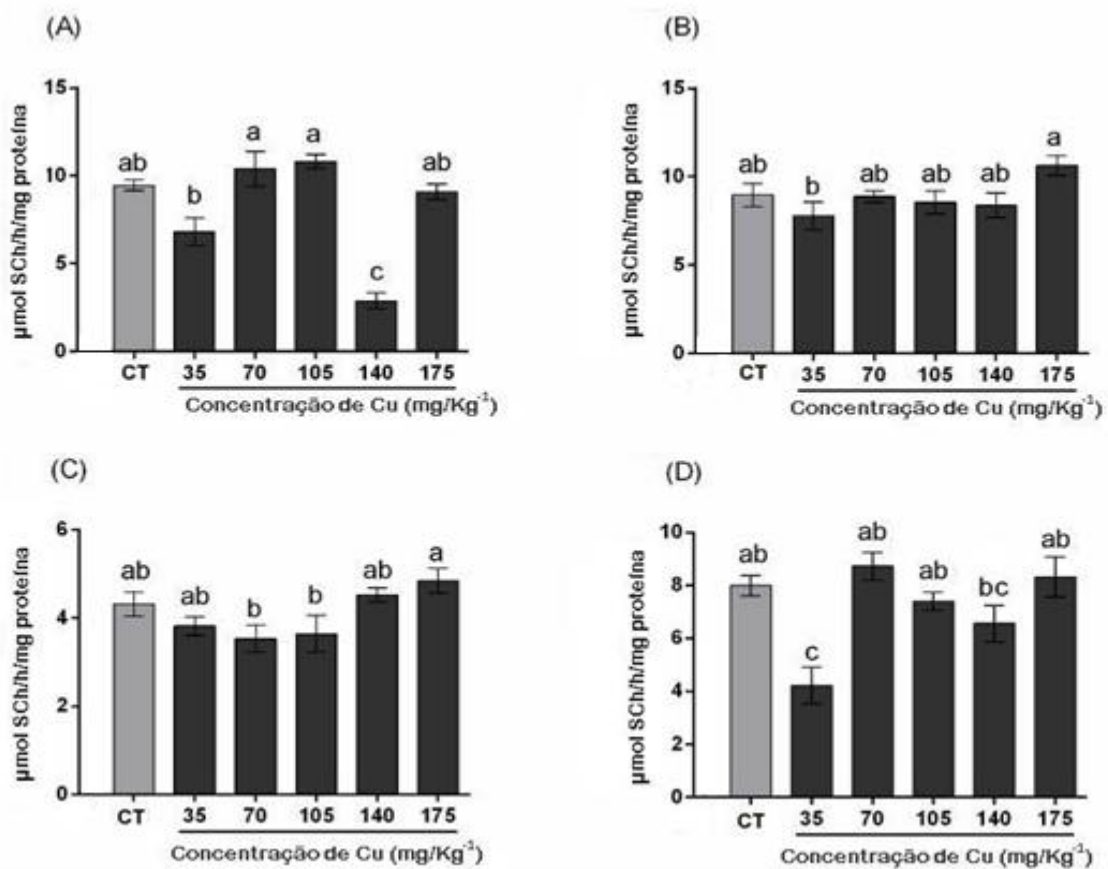 (A)
µmol SCh/h/mg proteína
15
10
5
0
ab
b
a
a
c
ab
CT
35
70
105
140
175
Concentração de Cu (mg/Kg⁻¹)
(B)
µmol SCh/h/mg proteína
15
10
5
0
ab
b
ab
ab
ab
a
CT
35
70
105
140
175
Concentração de Cu (mg/Kg⁻¹)
(C)
µmol SCh/h/mg proteína
6
4
2
0
ab
ab
b
b
ab
a
CT
35
70
105
140
175
Concentração de Cu (mg/Kg⁻¹)
(D)
µmol SCh/h/mg proteína
10
8
6
4
2
0
ab
c
ab
ab
bc
ab
CT
35
70
105
140
175
Concentração de Cu (mg/Kg⁻¹)